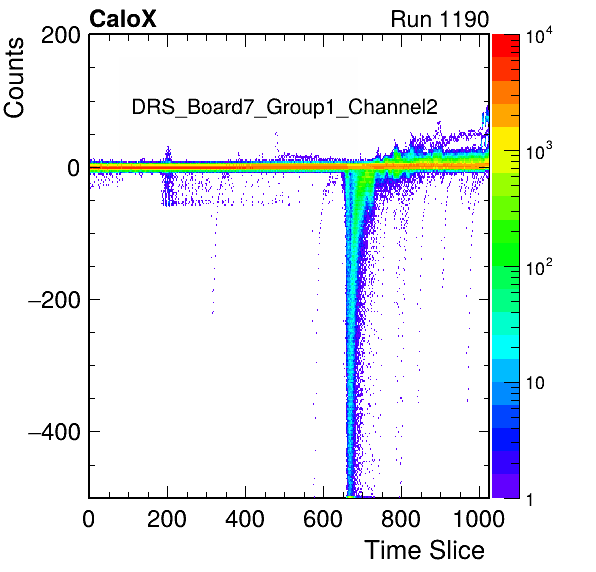 CaloX Run 1190
Counts
DRS_Board7_Group1_Channel2
200
0
−200
−400
0 200 400 600 800 1000
Time Slice
10^4
10^3
10^2
10
1